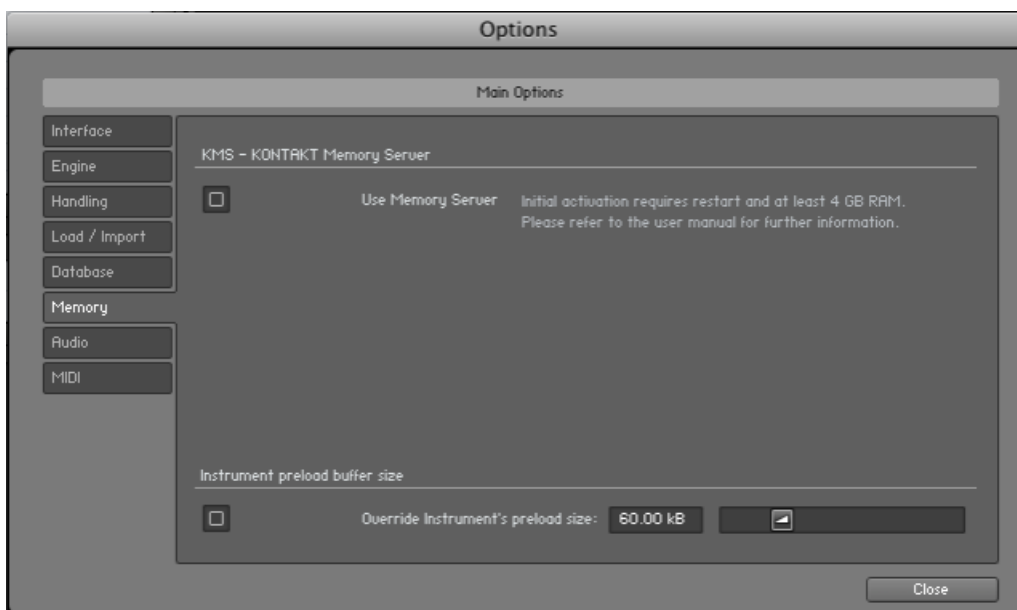 Options
Main Options
Interface
Engine
Handling
Load / Import
Database
Memory
Audio
MIDI
KMS - KONTAKT Memory Server
Use Memory Server
Initial activation requires restart and at least 4 GB RAM.
Please refer to the user manual for further information.
Instrument preload buffer size
Override Instrument's preload size: 60.00 kB
Close